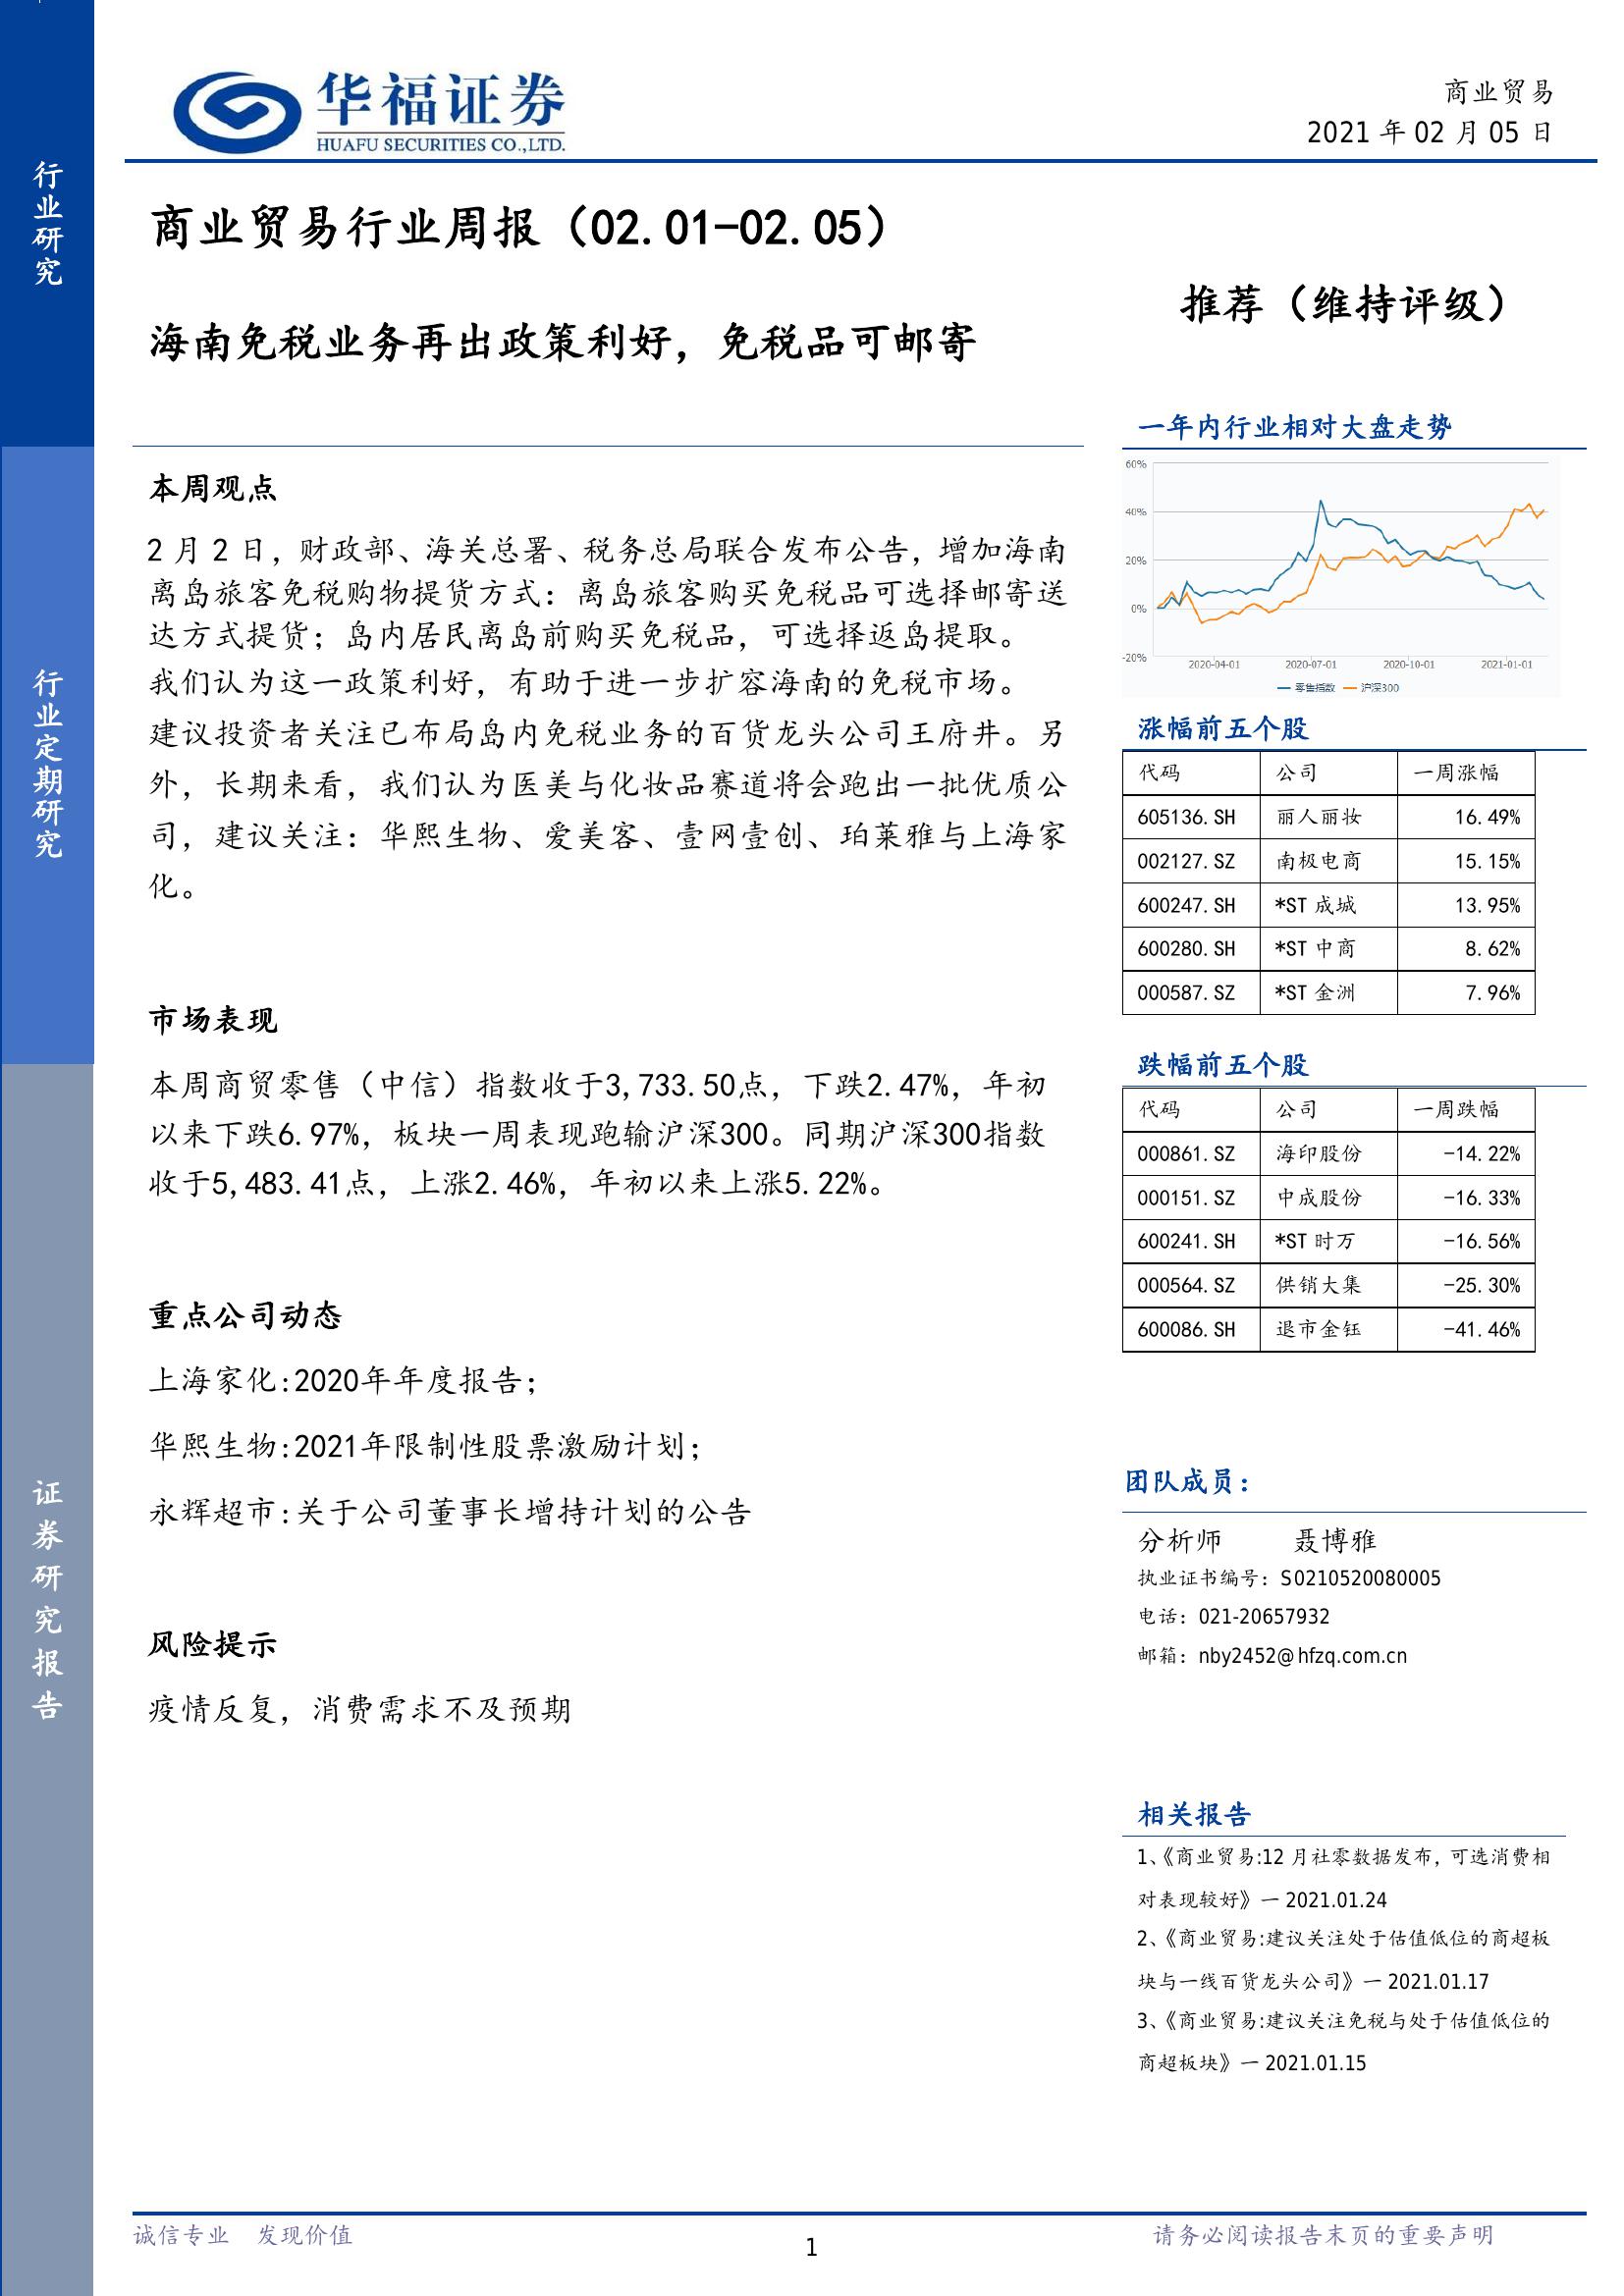 华福证券
HUAFU SECURITIES CO.,LTD.
商业贸易
2021 年 02 月 05 日
行业研究
行业定期研究
证券研究报告
商业贸易行业周报（02.01-02.05）
海南免税业务再出政策利好，免税品可邮寄
推荐（维持评级）
本周观点
2 月 2 日，财政部、海关总署、税务总局联合发布公告，增加海南
离岛旅客免税购物提货方式：离岛旅客购买免税品可选择邮寄送
达方式提货；岛内居民离岛前购买免税品，可选择返岛提取。
我们认为这一政策利好，有助于进一步扩容海南的免税市场。
建议投资者关注已布局岛内免税业务的百货龙头公司王府井。另
外，长期来看，我们认为医美与化妆品赛道将会跑出一批优质公
司，建议关注：华熙生物、爱美客、壹网壹创、珀莱雅与上海家
化。
市场表现
本周商贸零售（中信）指数收于3,733.50点，下跌2.47%，年初
以来下跌6.97%，板块一周表现跑输沪深300。同期沪深300指数
收于5,483.41点，上涨2.46%，年初以来上涨5.22%。
重点公司动态
上海家化:2020年年度报告；
华熙生物:2021年限制性股票激励计划；
永辉超市:关于公司董事长增持计划的公告
风险提示
疫情反复，消费需求不及预期
一年内行业相对大盘走势
60%
40%
20%
0%
-20%
2020-04-01 2020-07-01 2020-10-01 2021-01-01
零售指数 沪深300
涨幅前五个股
代码 公司 一周涨幅
605136.SH 丽人丽妆 16.49%
002127.SZ 南极电商 15.15%
600247.SH *ST 成城 13.95%
600280.SH *ST 中商 8.62%
000587.SZ *ST 金洲 7.96%
跌幅前五个股
代码 公司 一周跌幅
000861.SZ 海印股份 -14.22%
000151.SZ 中成股份 -16.33%
600241.SH *ST 时万 -16.56%
000564.SZ 供销大集 -25.30%
600086.SH 退市金钰 -41.46%
团队成员：
分析师 聂博雅
执业证书编号：S0210520080005
电话：021-20657932
邮箱：nby2452@hfzq.com.cn
相关报告
1、《商业贸易:12 月社零数据发布，可选消费相
对表现较好》一 2021.01.24
2、《商业贸易:建议关注处于估值低位的商超板
块与一线百货龙头公司》一 2021.01.17
3、《商业贸易:建议关注免税与处于估值低位的
商超板块》一 2021.01.15
诚信专业 发现价值
1
请务必阅读报告末页的重要声明